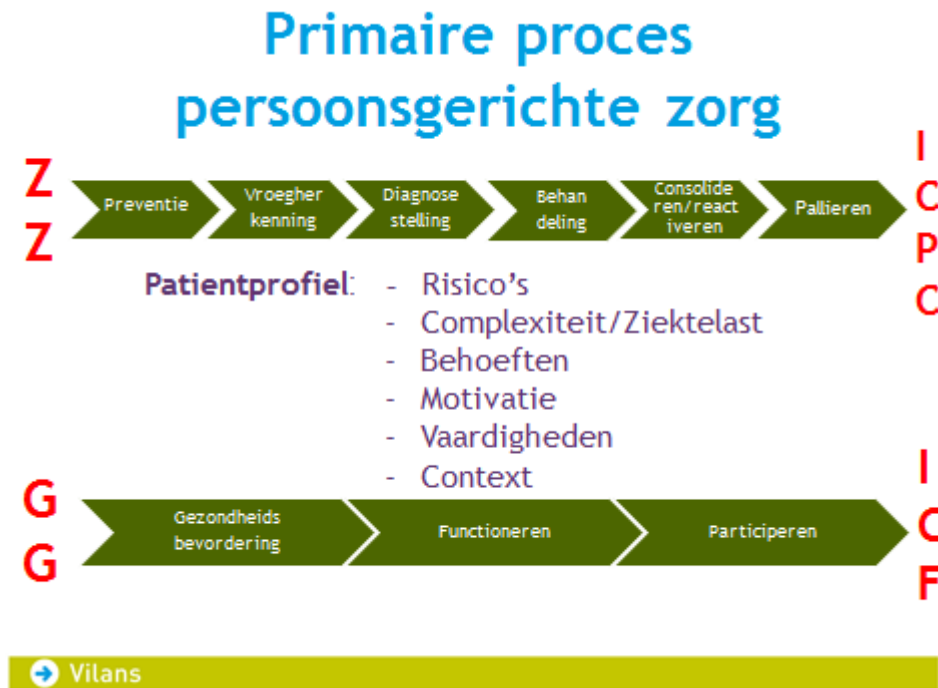 Primaire proces
persoonsgerichte zorg
Z
Z
Preventie
Vroegher
kenning
Diagnose
stelling
Behan
deling
Consolide
ren/react
iveren
Pallieren
I
C
P
C
Patientprofiel: - Risico's
- Complexiteit/Ziektelast
- Behoeften
- Motivatie
- Vaardigheden
- Context
G
G
Gezondheids
bevordering
Functioneren
Participeren
I
C
F
Vilans